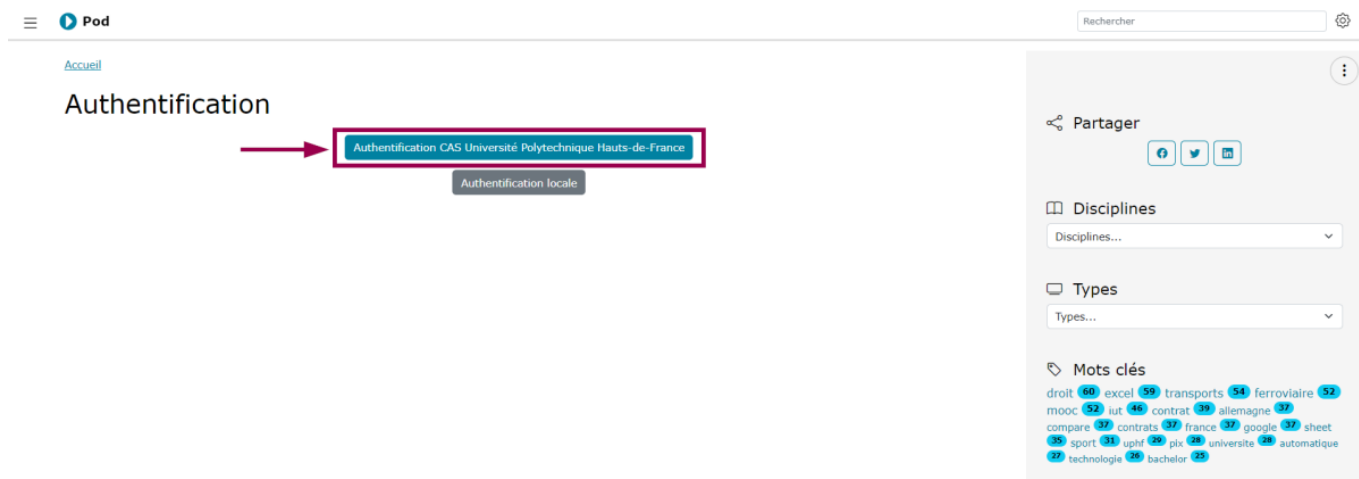 Pod
Rechercher
Accueil
Authentification
Authentification CAS Université Polytechnique Hauts-de-France
Authentification locale
Partager
Disciplines
Disciplines...
Types
Types...
Mots clés
droit 60 excel 59 transports 54 ferroviaire 52
mooc 52 iut 46 contrat 39 allemagne 37
compare 37 contrats 37 france 37 google 37 sheet
35 sport 31 uphf 29 pix 28 universite 28 automatique
27 technologie 26 bachelor 25